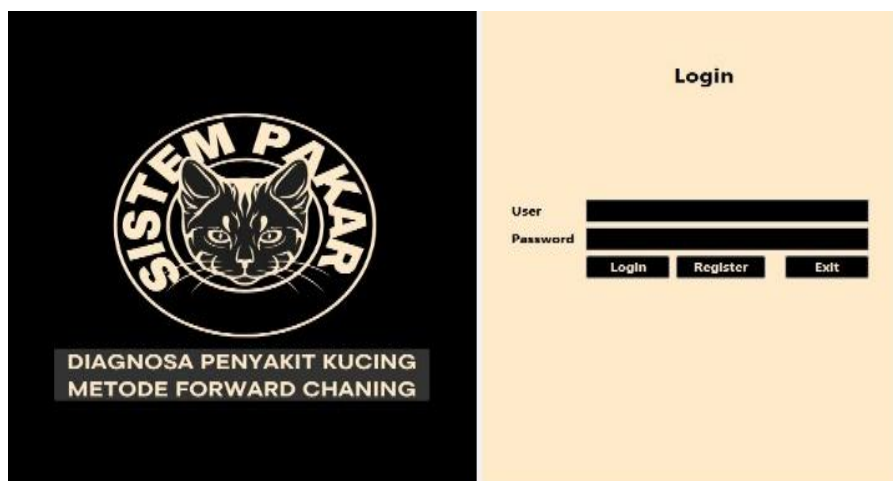 SISTEM PAKAR
DIAGNOSA PENYAKIT KUCING
METODE FORWARD CHANING
Login
User
Password
Login Register Exit